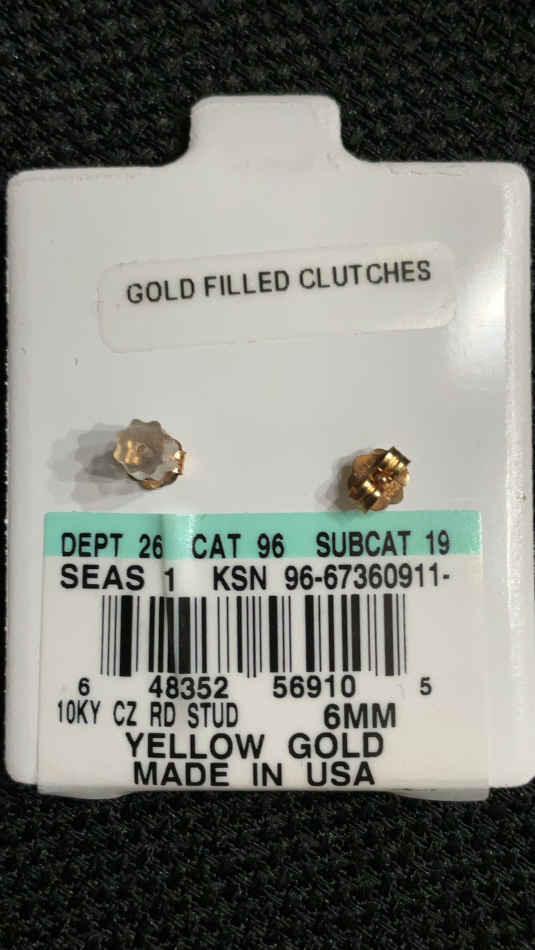 GOLD FILLED CLUTCHES
DEPT 26 CAT 96 SUBCAT 19
SEAS 1 KSN 96-67360911-
6 48352 56910 5
10KY CZ RD STUD 6MM
YELLOW GOLD
MADE IN USA